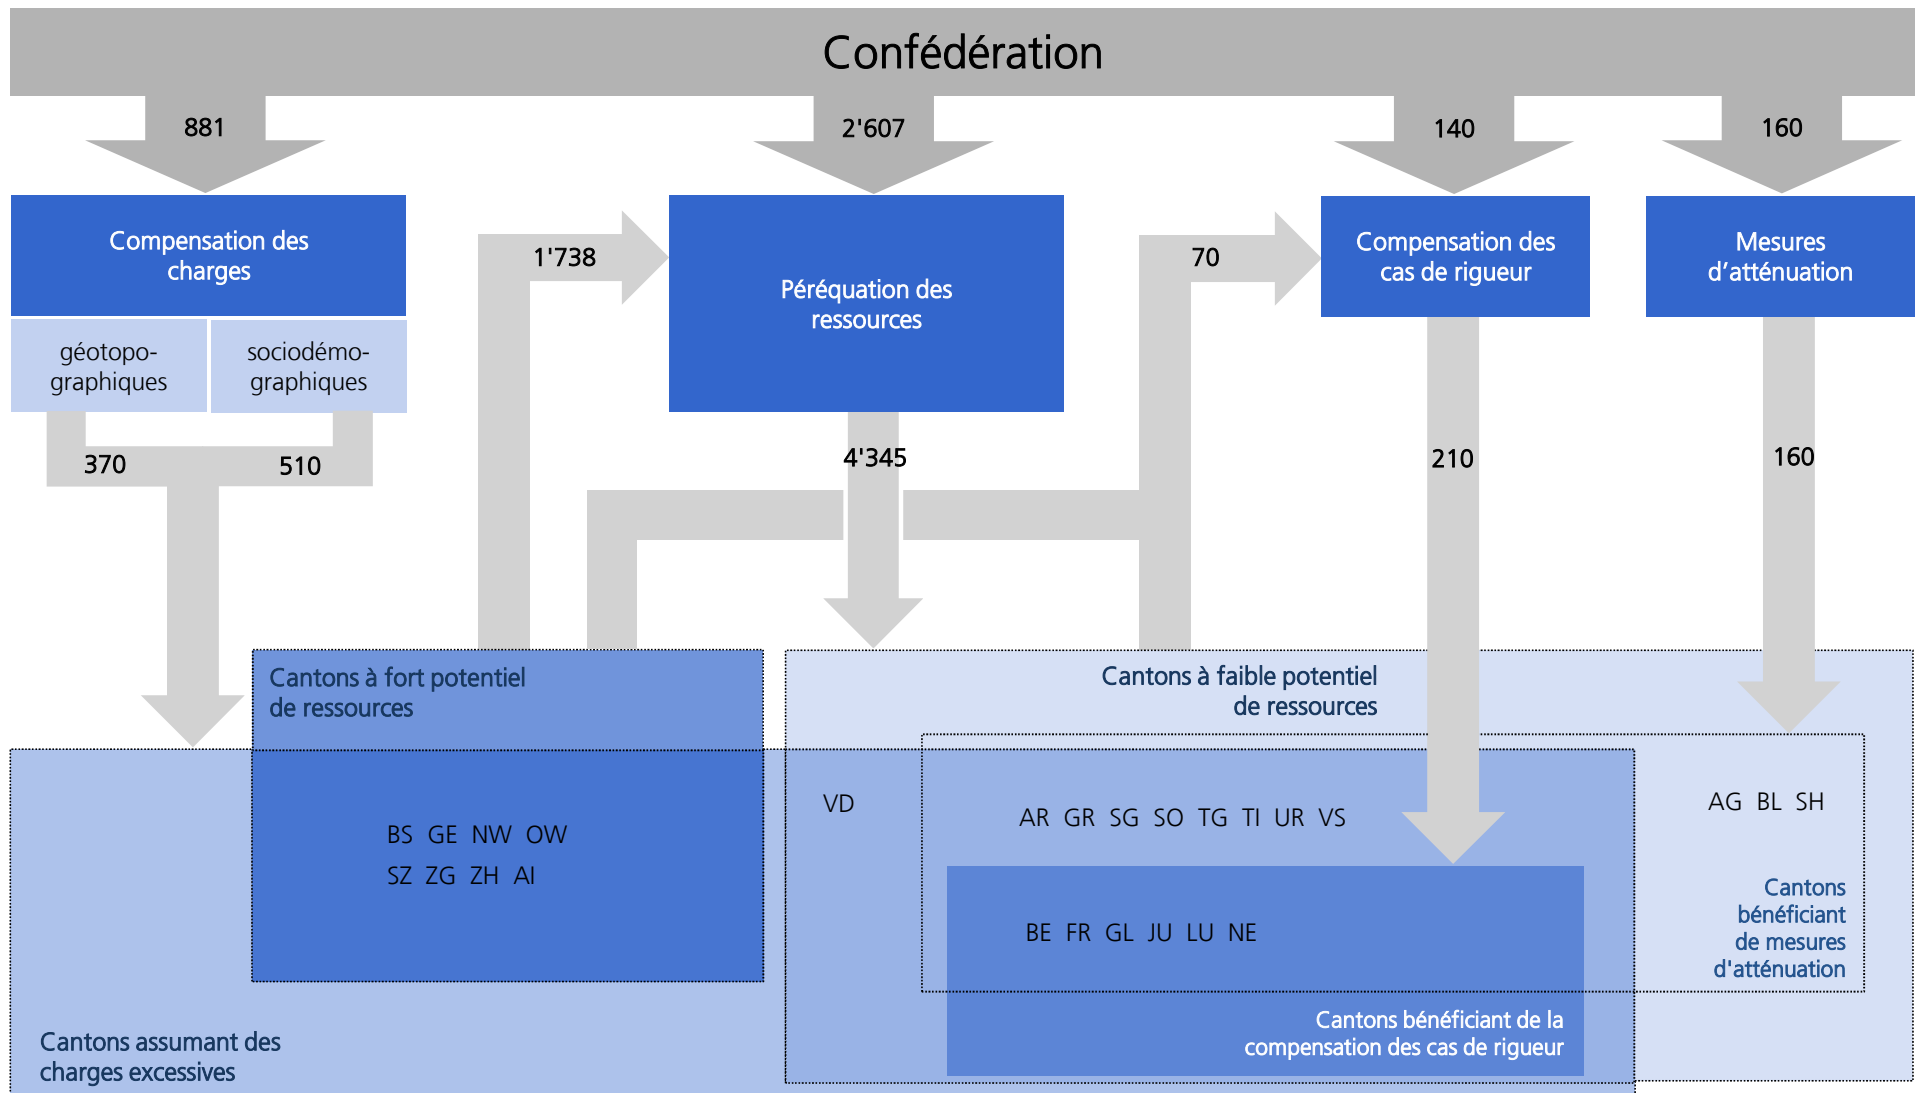 Confédération
881
2'607
140
160
Compensation des
charges
géotopo-
graphiques
sociodémo-
graphiques
1'738
Péréquation des
ressources
70
Compensation des
cas de rigueur
Mesures
d’atténuation
370
510
4'345
210
160
Cantons à fort potentiel
de ressources
Cantons à faible potentiel
de ressources
BS GE NW OW
SZ ZG ZH AI
VD
AR GR SG SO TG TI UR VS
AG BL SH
BE FR GL JU LU NE
Cantons
bénéficiant
de mesures
d'atténuation
Cantons bénéficiant de la
compensation des cas de rigueur
Cantons assumant des
charges excessives